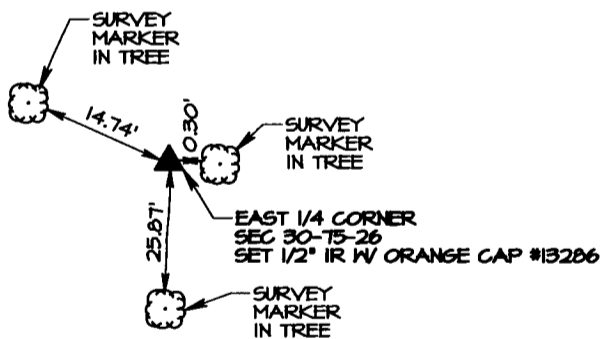 SURVEY
MARKER
IN TREE
14.74'
0.30'
SURVEY
MARKER
IN TREE
25.87'
EAST 1/4 CORNER
SEC 30-75-26
SET 1/2" IR W/ ORANGE CAP #13286
SURVEY
MARKER
IN TREE